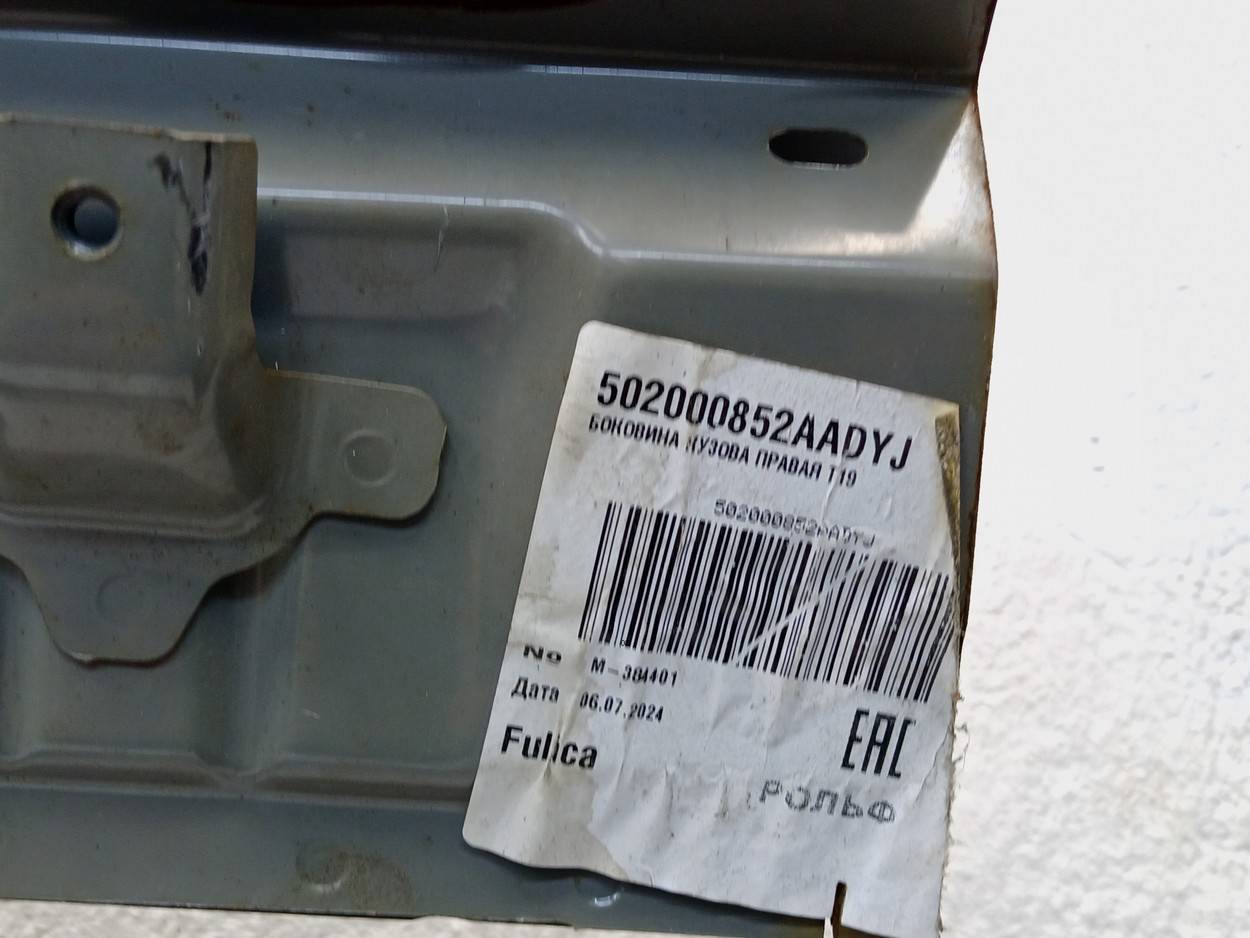 502000852AADYJ
БОКОВИНА КУЗОВА ПРАВАЯ T19
502000852AADYJ
No M-384401
Дата 06.07.2024
Fulica
EAC
РОЛЬФ